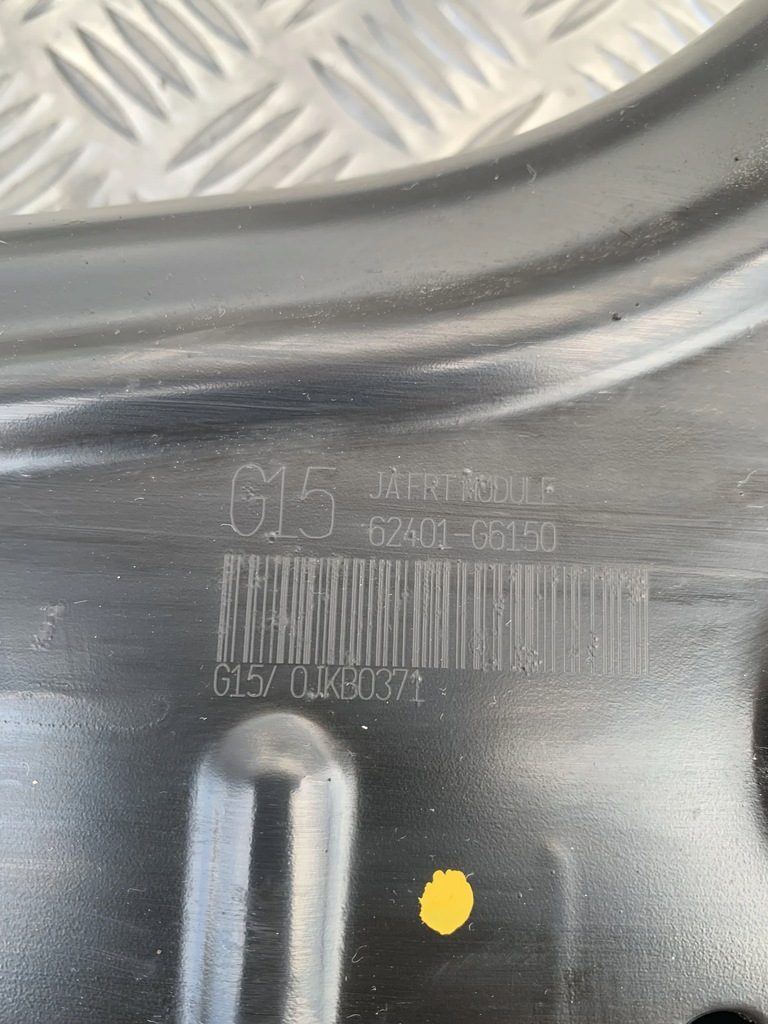 G15
JA FRT MODULE
62401-G6150
G15/ 0JKB0371